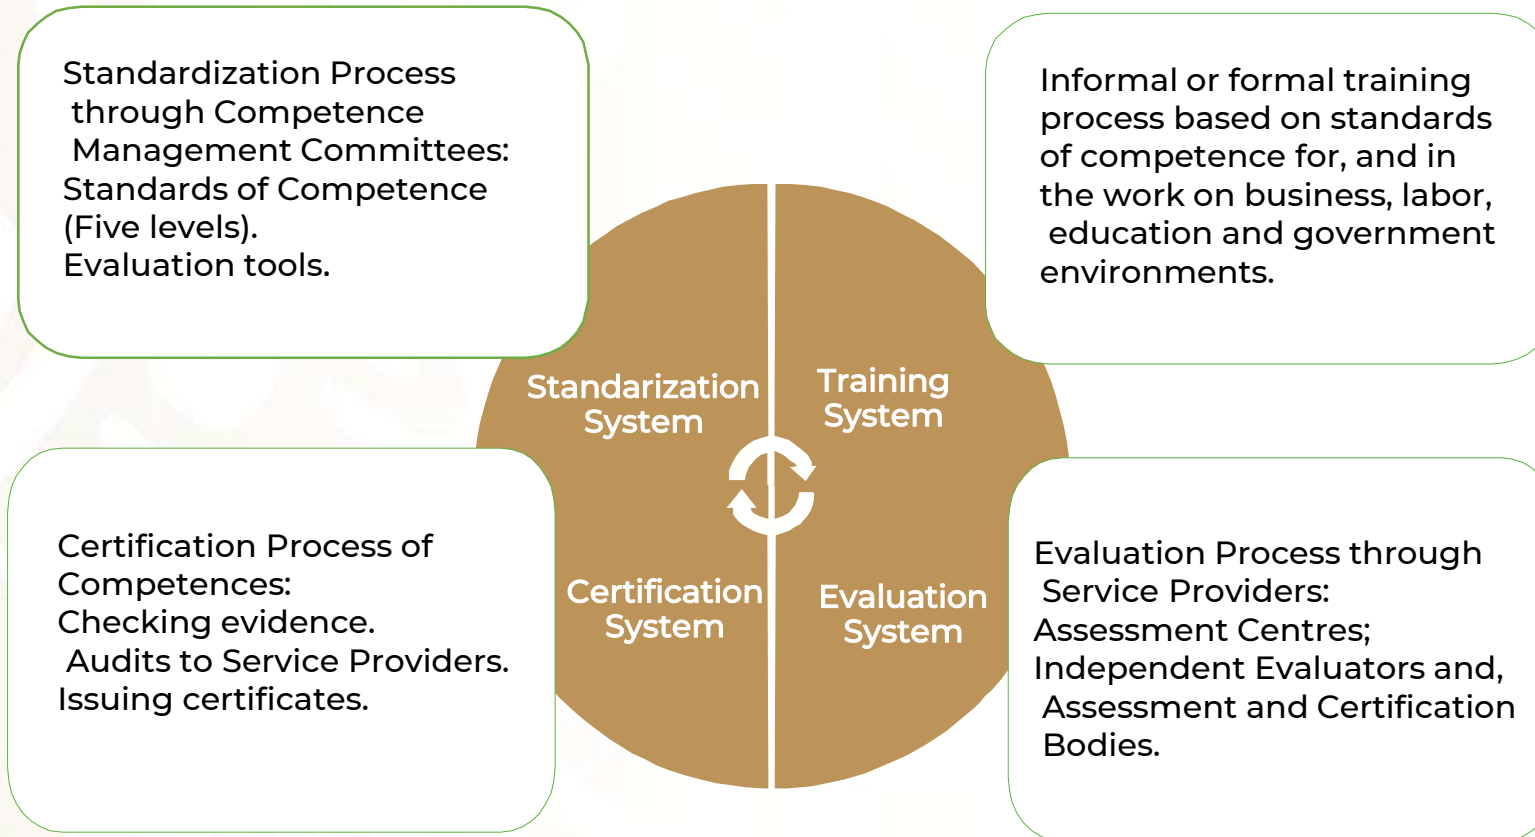 Standardization Process
through Competence
Management Committees:
Standards of Competence
(Five levels).
Evaluation tools.
Informal or formal training
process based on standards
of competence for, and in
the work on business, labor,
education and government
environments.
Standarization
System
Training
System
Certification
System
Evaluation
System
Certification Process of
Competences:
Checking evidence.
Audits to Service Providers.
Issuing certificates.
Evaluation Process through
Service Providers:
Assessment Centres;
Independent Evaluators and,
Assessment and Certification
Bodies.